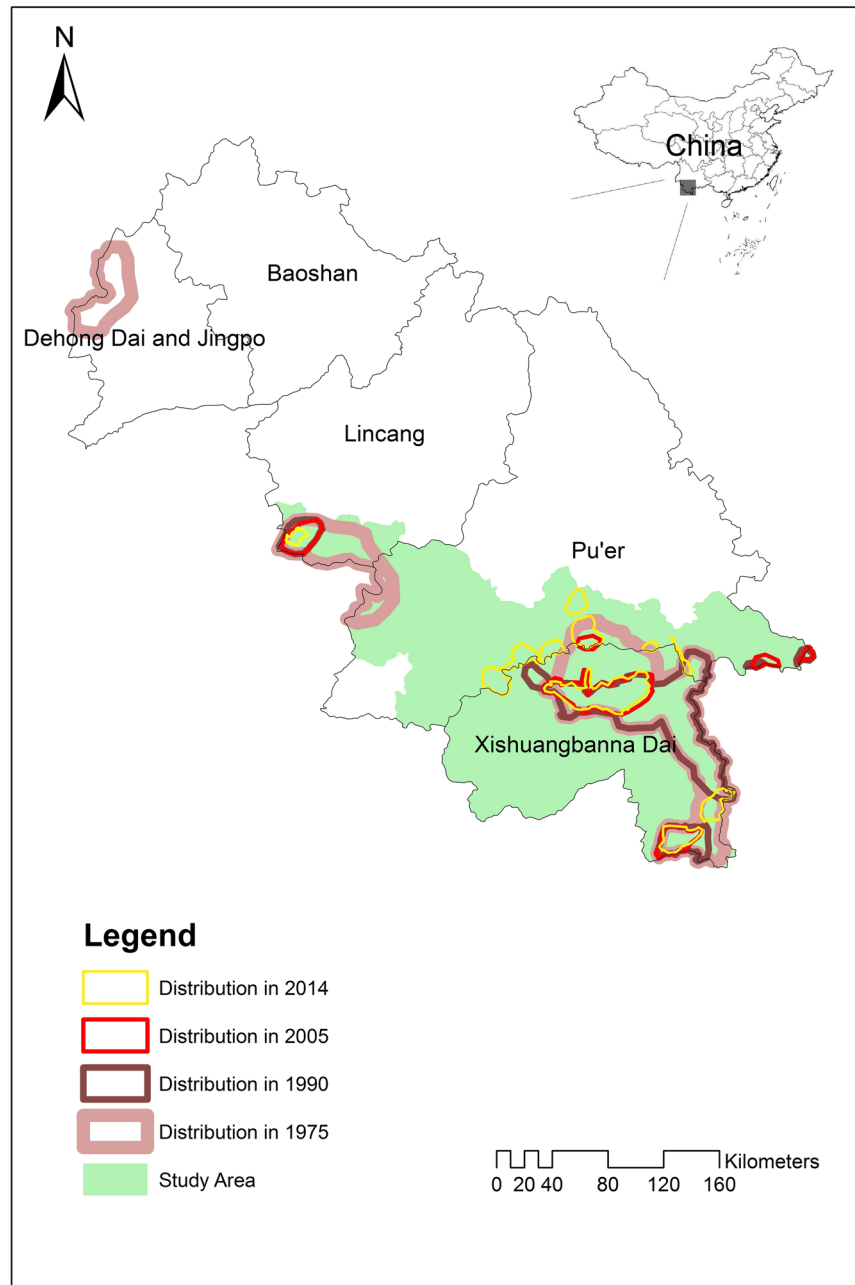 N
China
Baoshan
Dehong Dai and Jingpo
Lincang
Pu'er
Xishuangbanna Dai
Legend
Distribution in 2014
Distribution in 2005
Distribution in 1990
Distribution in 1975
Study Area
Kilometers
0 20 40 80 120 160